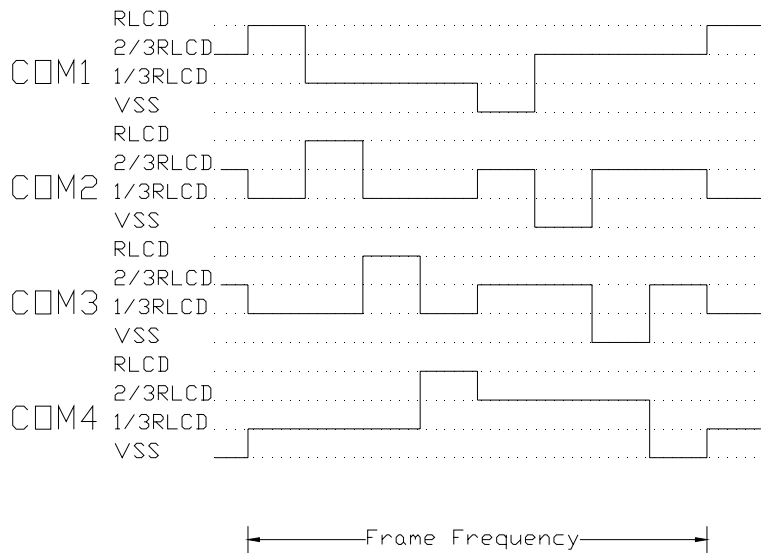 RLCD
2/3RLCD
COM1
1/3RLCD
VSS
RLCD
2/3RLCD
COM2
1/3RLCD
VSS
RLCD
2/3RLCD
COM3
1/3RLCD
VSS
RLCD
2/3RLCD
COM4
1/3RLCD
VSS
Frame Frequency